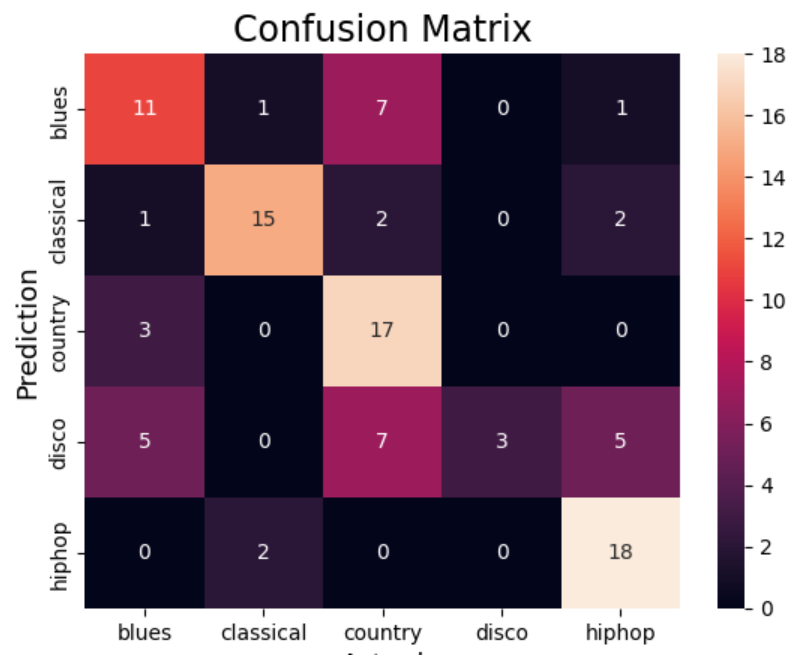 Confusion Matrix
Prediction
blues 11 1 7 0 1
classical 1 15 2 0 2
country 3 0 17 0 0
disco 5 0 7 3 5
hiphop 0 2 0 0 18
blues classical country disco hiphop
18
16
14
12
10
8
6
4
2
0